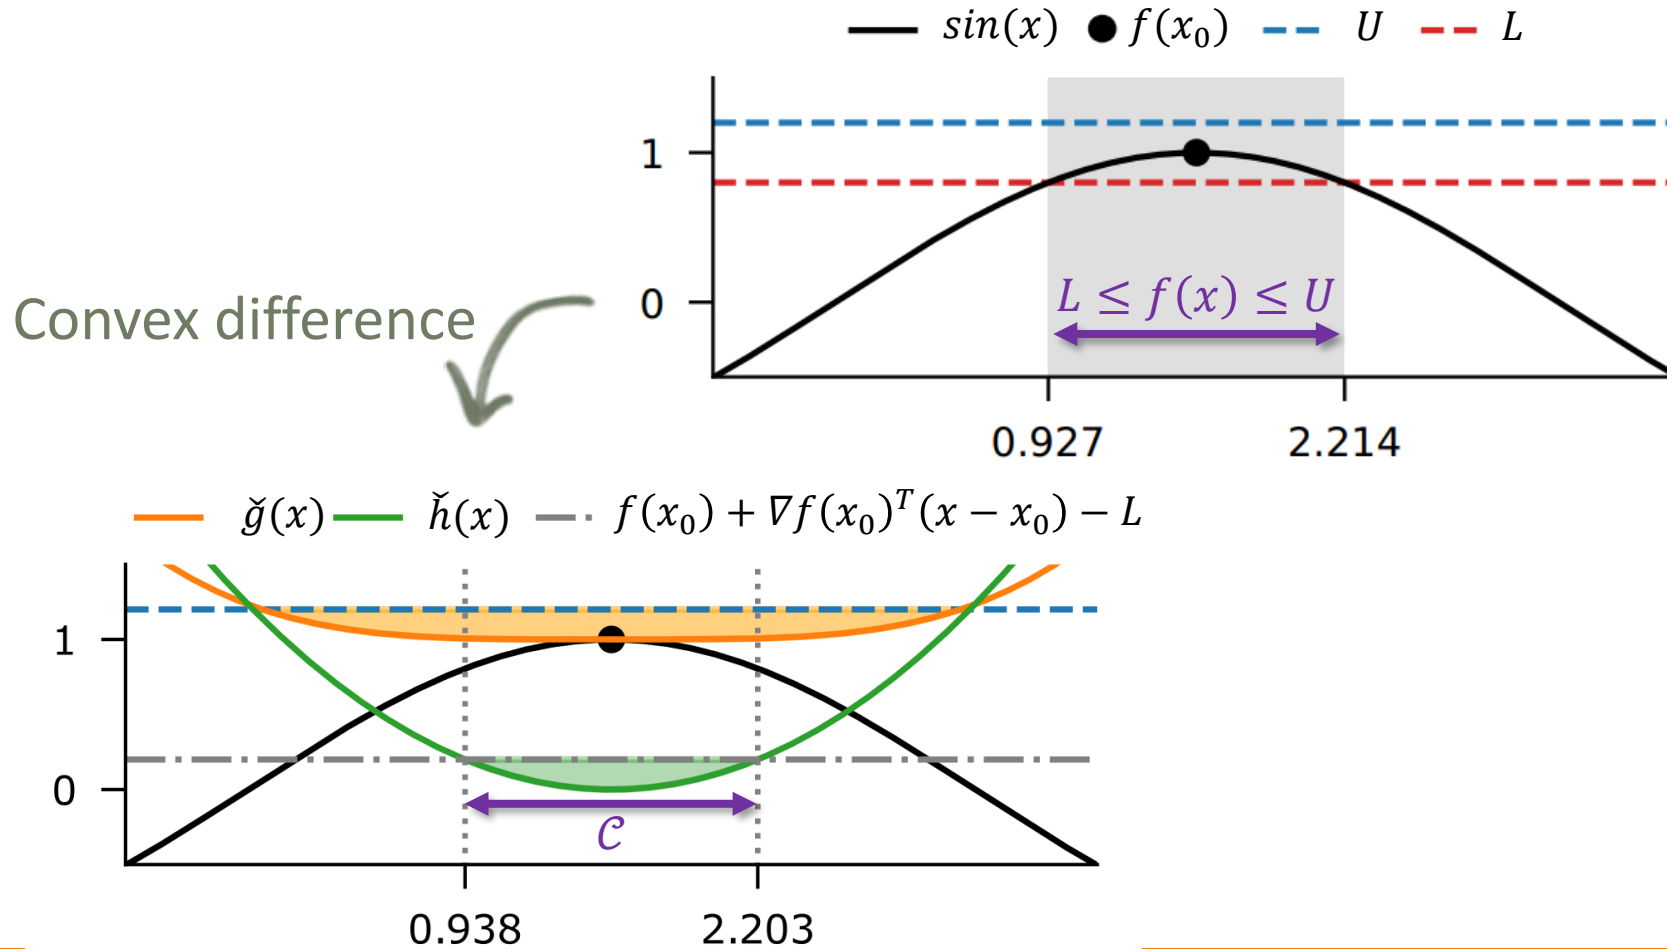 sin(x) f(x₀) U L
1
0
L ≤ f(x) ≤ U
0.927 2.214
Convex difference
ǧ(x) ȟ(x) f(x₀) + ∇f(x₀)ᵀ(x − x₀) − L
1
0
𝒞
0.938 2.203